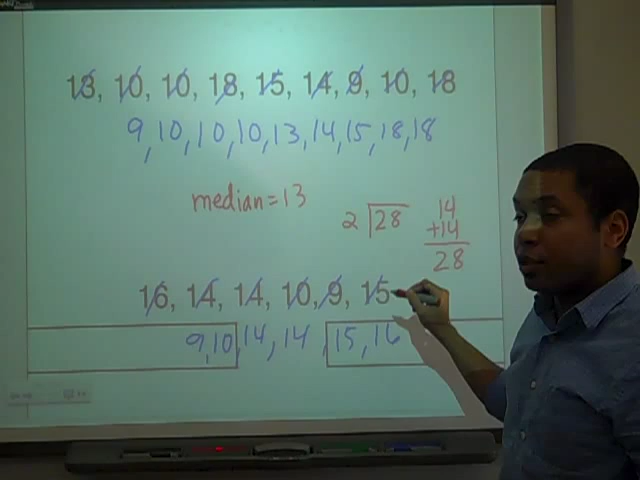 13, 10, 10, 18, 15, 14, 9, 10, 18
9, 10, 10, 10, 13, 14, 15, 18, 18
median = 13
2 28
14
+14
28
16, 14, 14, 10, 9, 15
9, 10, 14, 14, 15, 16